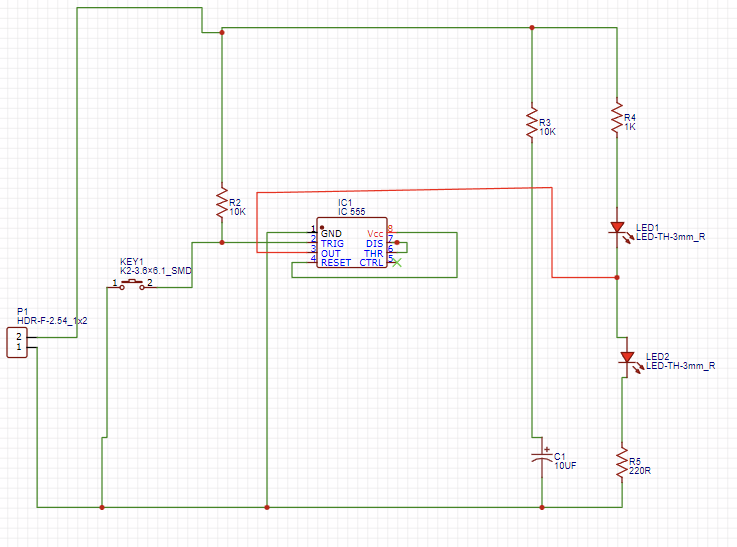 R3
10K
R4
1K
R2
10K
IC1
IC 555
1
GND
Vcc
8
2
TRIG
DIS
7
3
OUT
THR
6
4
RESET
CTRL
5
LED1
LED-TH-3mm_R
KEY1
K2-3.6×6.1_SMD
1
2
P1
HDR-F-2.54_1x2
2
1
LED2
LED-TH-3mm_R
C1
10UF
+
R5
220R